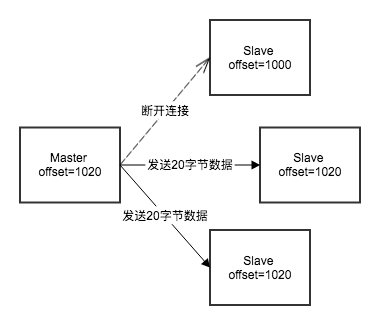 Slave
offset=1000
断开连接
Master
offset=1020
发送20字节数据
Slave
offset=1020
发送20字节数据
Slave
offset=1020